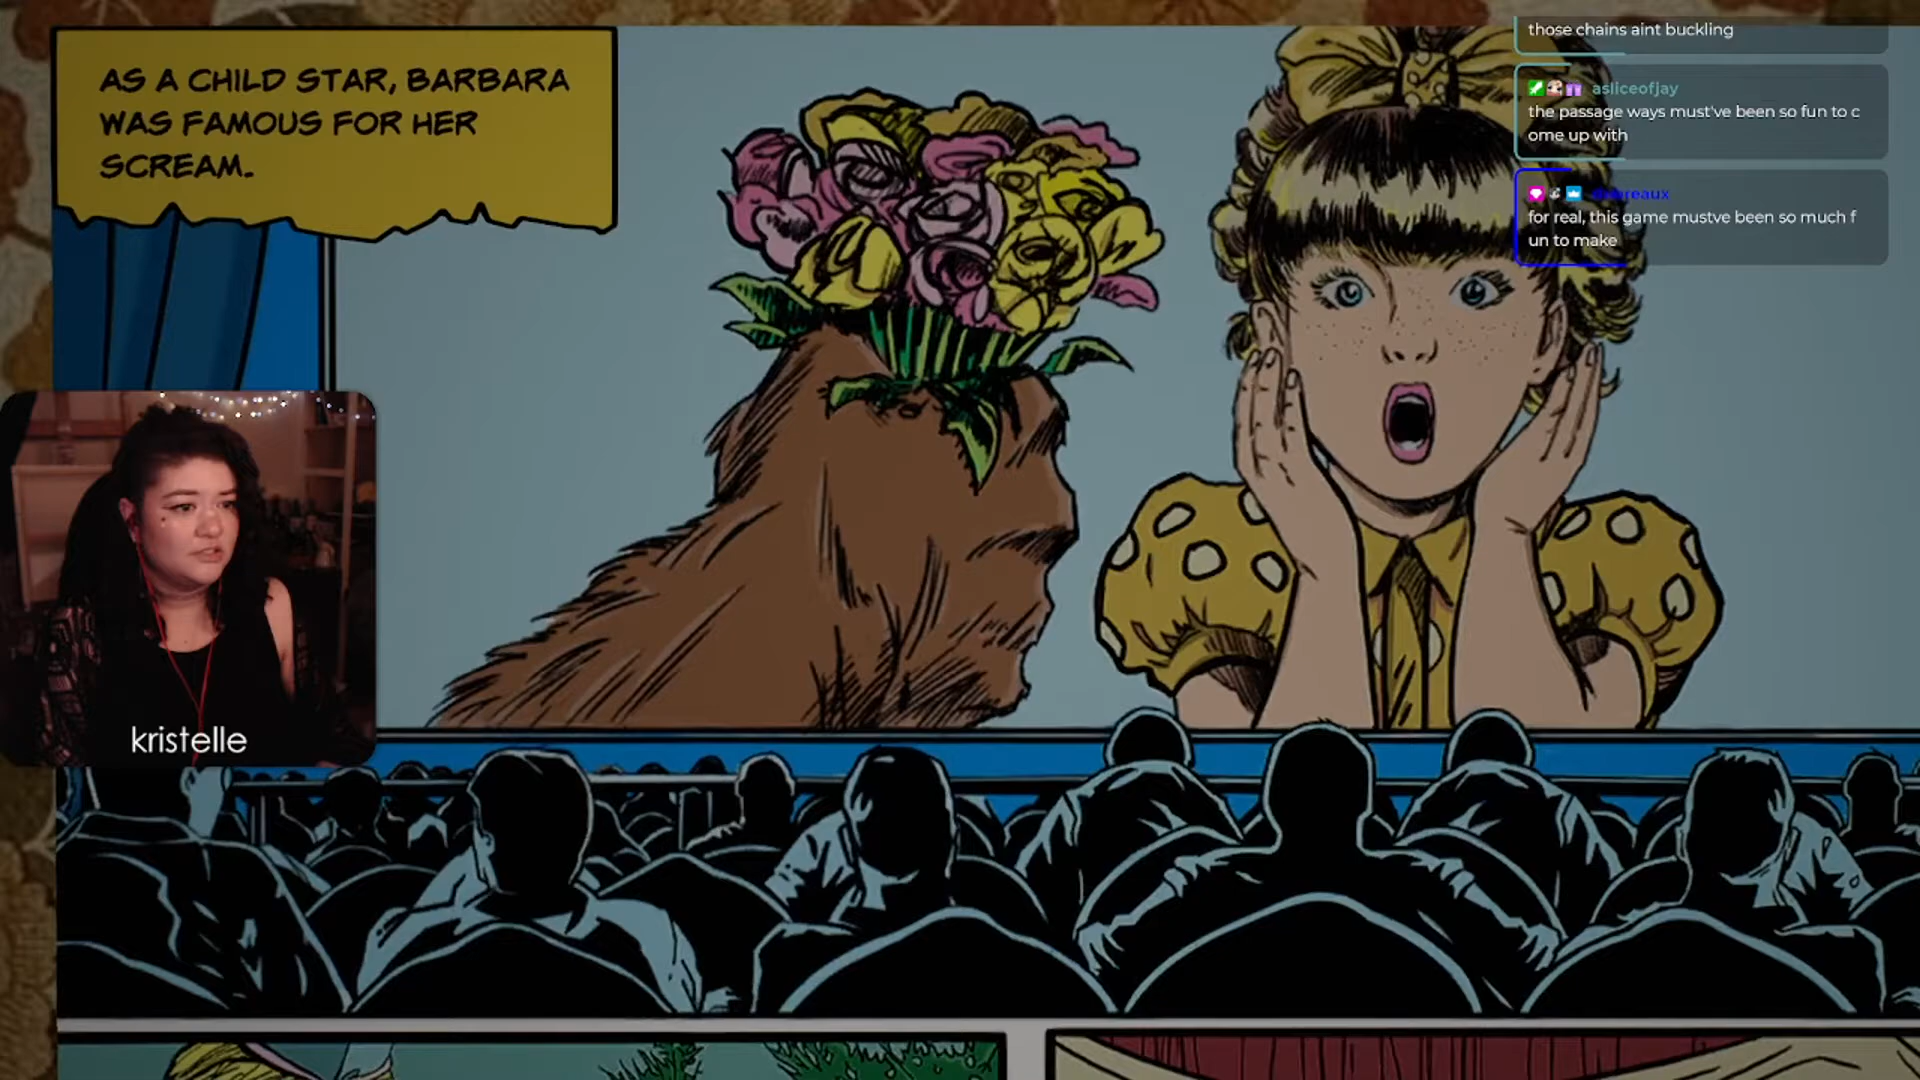 AS A CHILD STAR, BARBARA
WAS FAMOUS FOR HER
SCREAM.
those chains aint buckling
asliceofjay
the passage ways must've been so fun to c
ome up with
for real, this game mustve been so much f
un to make
kristelle